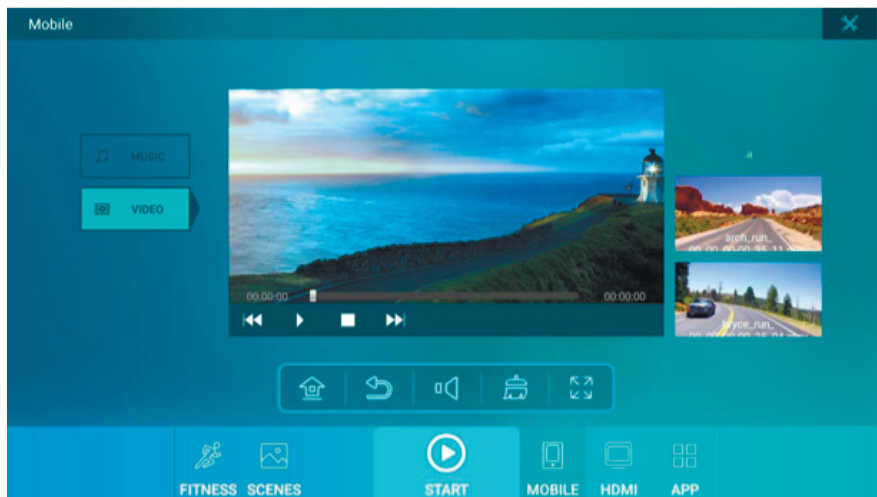 Mobile
MUSIC
VIDEO
.a
arch_run_
00:00:00 00:00:00
FITNESS SCENES START MOBILE HDMI APP